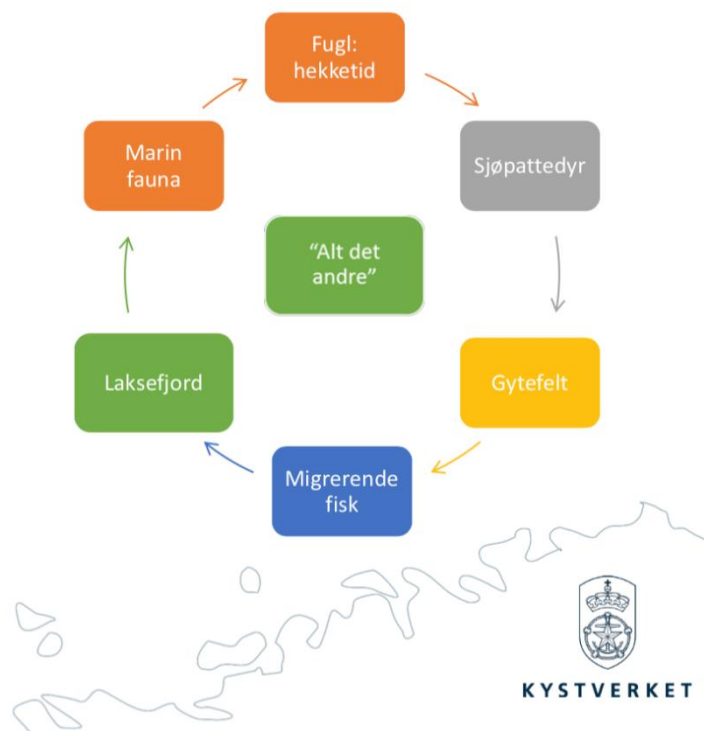 Fugl:
hekketid
Sjøpattedyr
Gytefelt
Migrerende
fisk
Laksefjord
Marin
fauna
“Alt det
andre”
KYSTVERKET